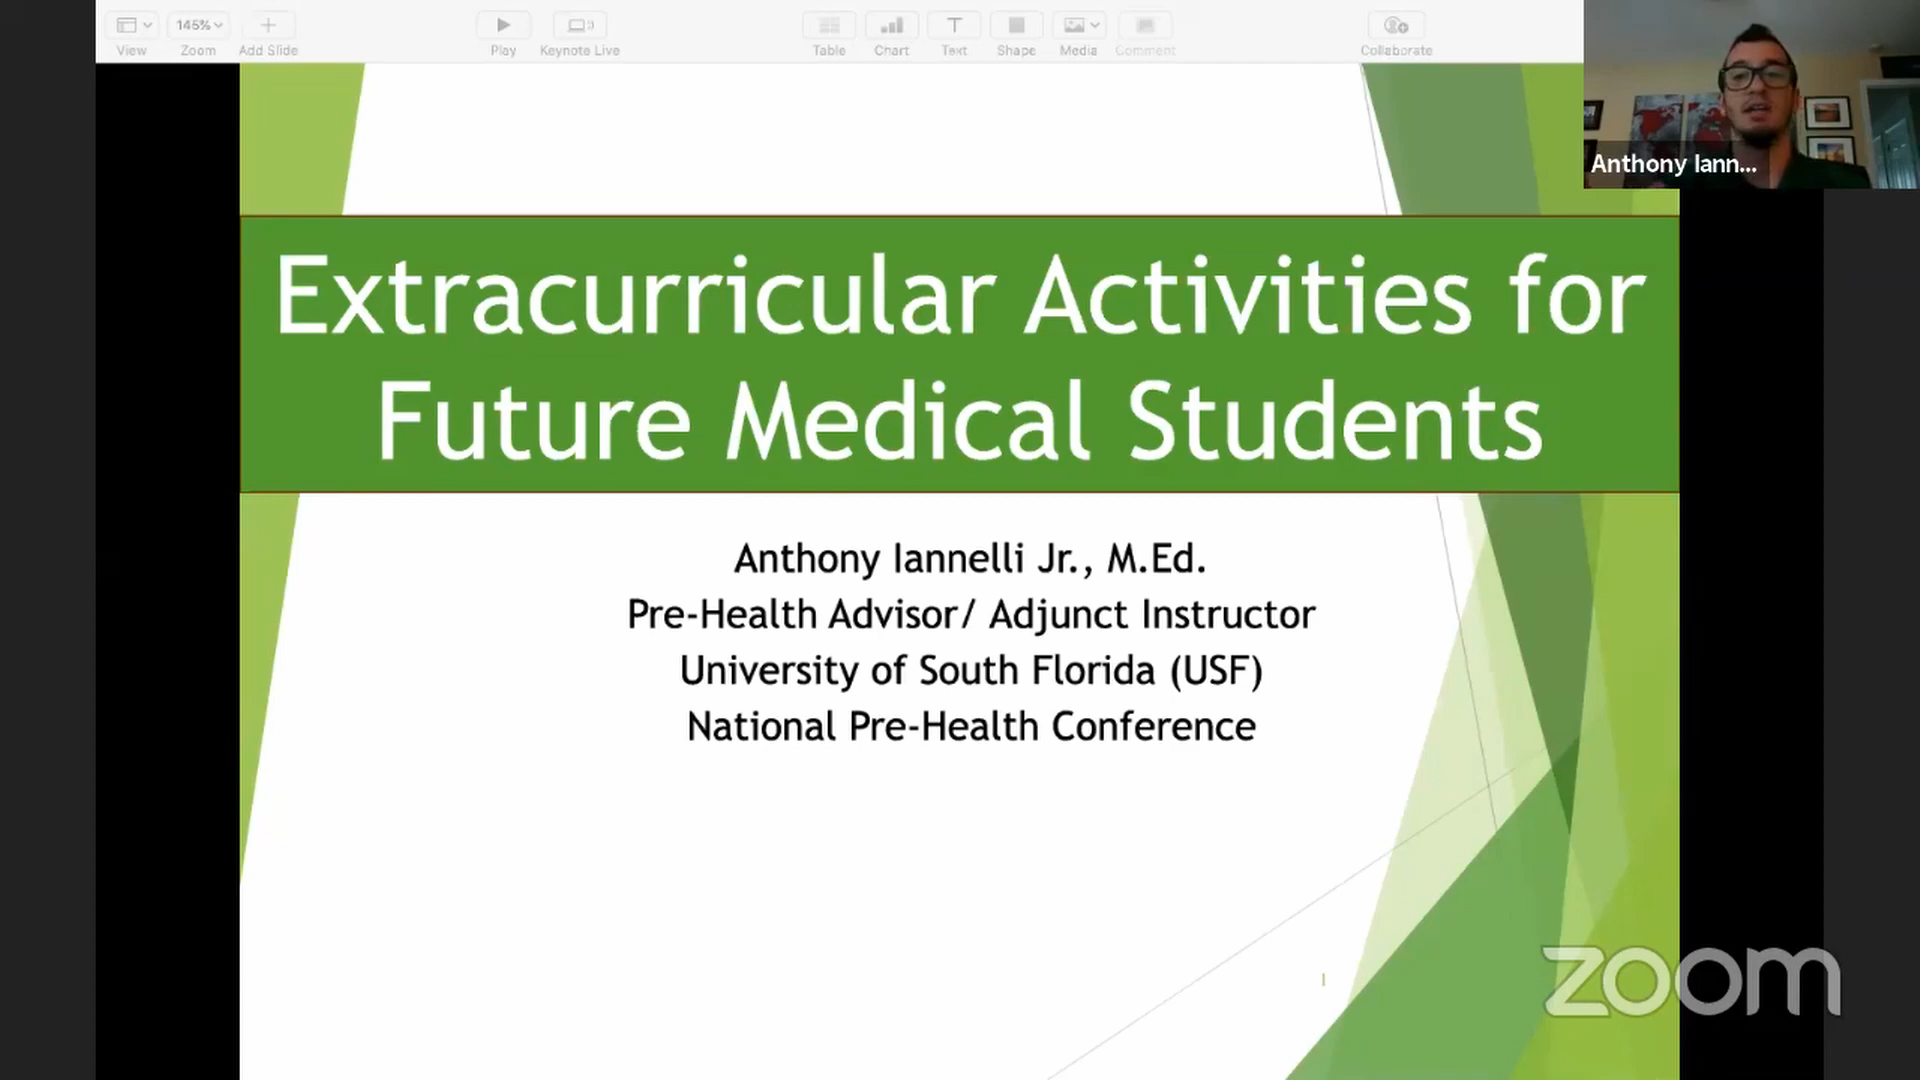 145%
View
Zoom
Add Slide
Play
Keynote Live
Table
Chart
Text
Shape
Media
Comment
Collaborate
Anthony Iann...
Extracurricular Activities for
Future Medical Students
Anthony Iannelli Jr., M.Ed.
Pre-Health Advisor/ Adjunct Instructor
University of South Florida (USF)
National Pre-Health Conference
zoom